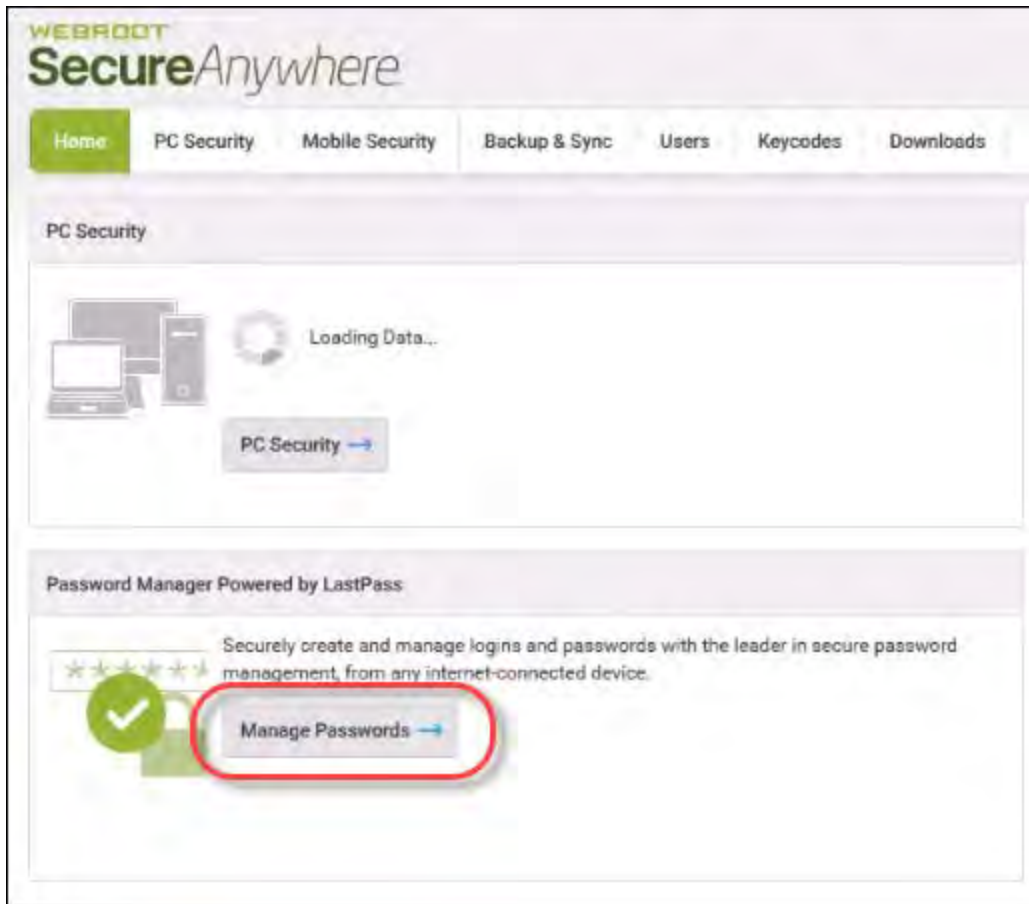 WEBROOT
SecureAnywhere
Home PC Security Mobile Security Backup & Sync Users Keycodes Downloads
PC Security
Loading Data...
PC Security →
Password Manager Powered by LastPass
Securely create and manage logins and passwords with the leader in secure password
management, from any internet-connected device.
******
Manage Passwords →